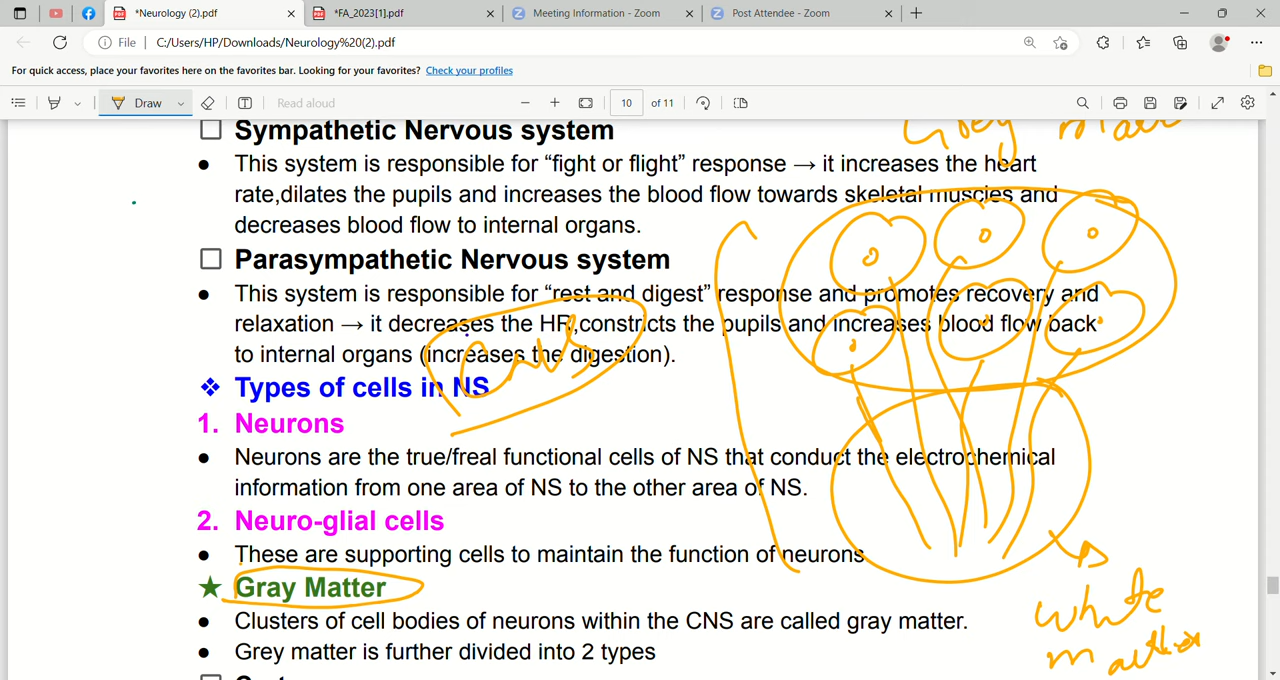 *Neurology (2).pdf
*FA_2023[1].pdf
Meeting Information - Zoom
Post Attendee - Zoom
File C:/Users/HP/Downloads/Neurology%20(2).pdf
For quick access, place your favorites here on the favorites bar. Looking for your favorites? Check your profiles
Draw
Read aloud
10 of 11
Grey
Sympathetic Nervous system
This system is responsible for “fight or flight” response → it increases the heart
rate,dilates the pupils and increases the blood flow towards skeletal muscles and
decreases blood flow to internal organs.
Parasympathetic Nervous system
This system is responsible for “rest and digest” response and promotes recovery and
relaxation → it decreases the HR,constricts the pupils and increases blood flow back
to internal organs (increases the digestion).
CNS
❖ Types of cells in NS
1. Neurons
Neurons are the true/freal functional cells of NS that conduct the electrochemical
information from one area of NS to the other area of NS.
2. Neuro-glial cells
These are supporting cells to maintain the function of neurons
★ Gray Matter
white
matter
Clusters of cell bodies of neurons within the CNS are called gray matter.
Grey matter is further divided into 2 types